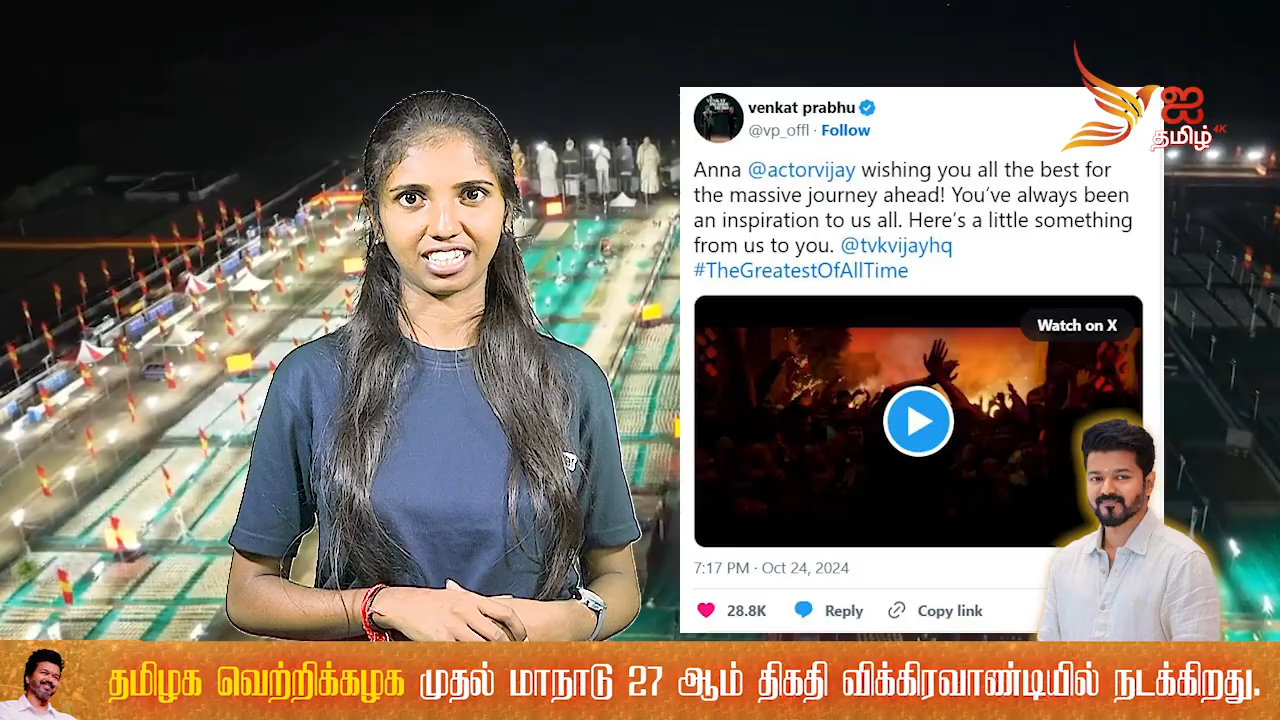 venkat prabhu
@vp_offl · Follow
Anna @actorvijay wishing you all the best for
the massive journey ahead! You've always been
an inspiration to us all. Here's a little something
from us to you. @tvkvijayhq
#TheGreatestOfAllTime
Watch on X
7:17 PM · Oct 24, 2024
28.8K Reply Copy link
ஐ
தமிழ் 4K
தமிழக வெற்றிக்கழக முதல் மாநாடு 27 ஆம் திகதி விக்கிரவாண்டியில் நடக்கிறது.